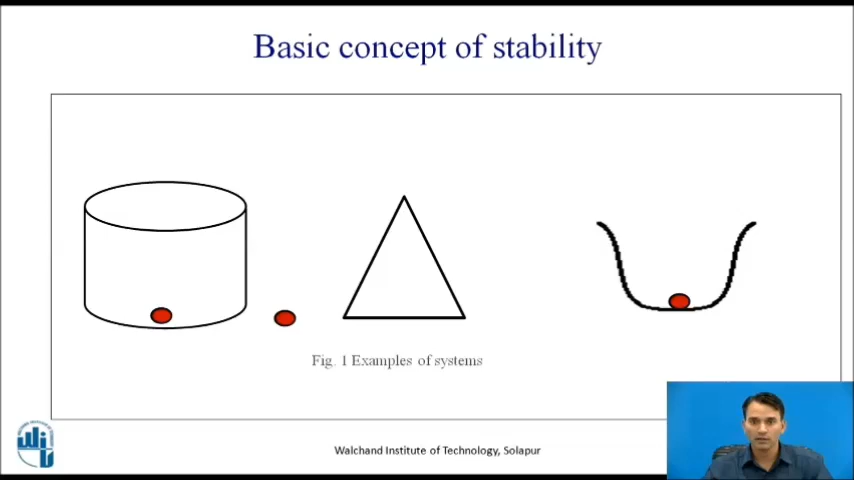 Basic concept of stability
Fig. 1 Examples of systems
Walchand Institute of Technology, Solapur